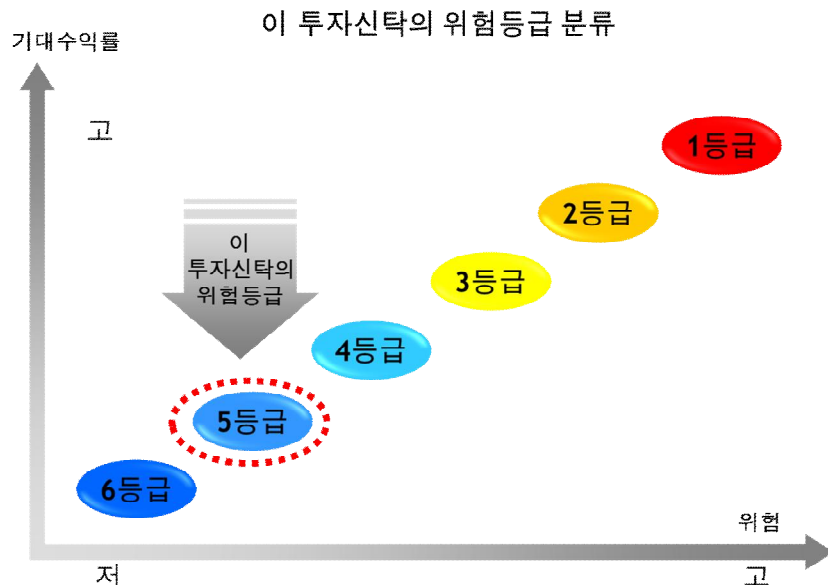 이 투자신탁의 위험등급 분류
기대수익률
고
1등급
2등급
이
투자신탁의
위험등급
3등급
4등급
5등급
6등급
위험
저
고